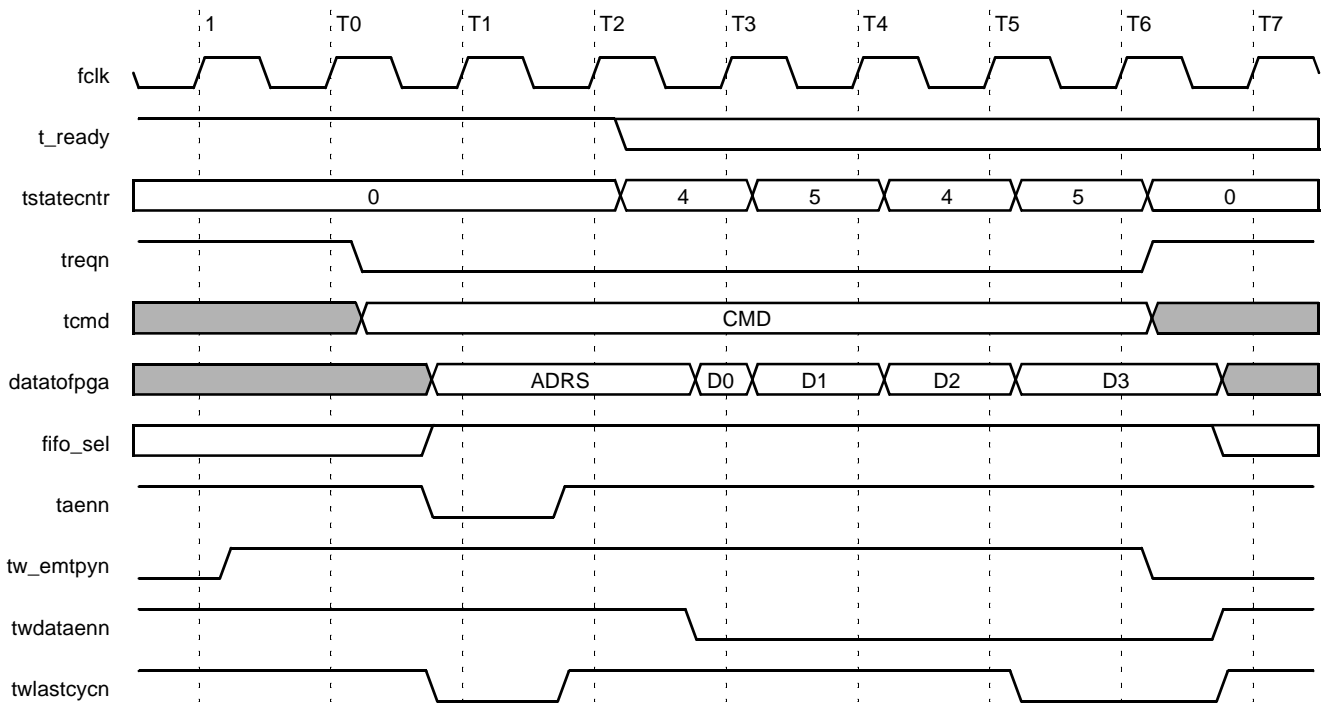 1 T0 T1 T2 T3 T4 T5 T6 T7
fclk
t_ready
tstatecntr 0 4 5 4 5 0
treqn
tcmd CMD
datatofpga ADRS D0 D1 D2 D3
fifo_sel
taenn
tw_emtpyn
twdataenn
twlastcycn